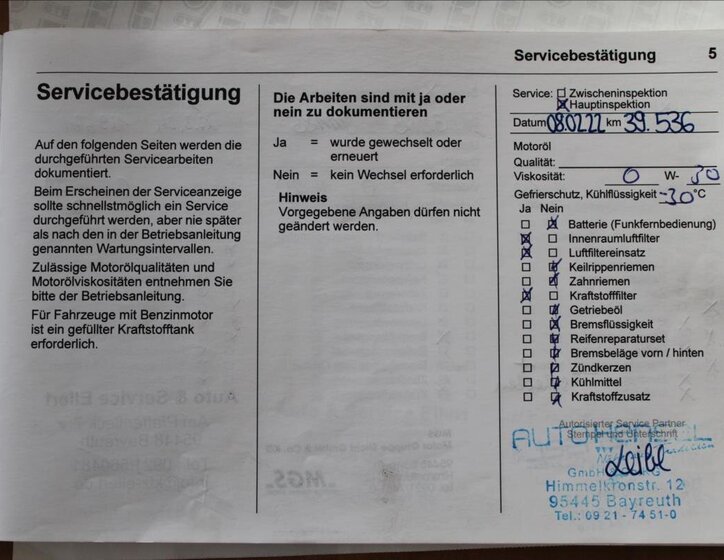 Servicebestätigung 5
Servicebestätigung
Auf den folgenden Seiten werden die
durchgeführten Servicearbeiten
dokumentiert.
Beim Erscheinen der Serviceanzeige
sollte schnellstmöglich ein Service
durchgeführt werden, aber nie später
als nach den in der Betriebsanleitung
genannten Wartungsintervallen.
Zulässige Motorölqualitäten und
Motorölviskositäten entnehmen Sie
bitte der Betriebsanleitung.
Für Fahrzeuge mit Benzinmotor
ist ein gefüllter Kraftstofftank
erforderlich.
Die Arbeiten sind mit ja oder
nein zu dokumentieren
Ja = wurde gewechselt oder
erneuert
Nein = kein Wechsel erforderlich
Hinweis
Vorgegebene Angaben dürfen nicht
geändert werden.
Service: Zwischeninspektion
Hauptinspektion
Datum 08.02.22 km 39.536
Motoröl
Qualität:
Viskosität: 0 W- 30
Gefrierschutz, Kühlflüssigkeit -30 °C
Ja Nein
Batterie (Funkfernbedienung)
Innenraumluftfilter
Luftfiltereinsatz
Keilrippenriemen
Zahnriemen
Kraftstofffilter
Getriebeöl
Bremsflüssigkeit
Reifenreparaturset
Bremsbeläge vorn / hinten
Zündkerzen
Kühlmittel
Kraftstoffzusatz
Autorisierter Service Partner
Stempel und Unterschrift
GmbH
Himmelkronstr. 12
95445 Bayreuth
Tel.: 09 21 - 74 51-0